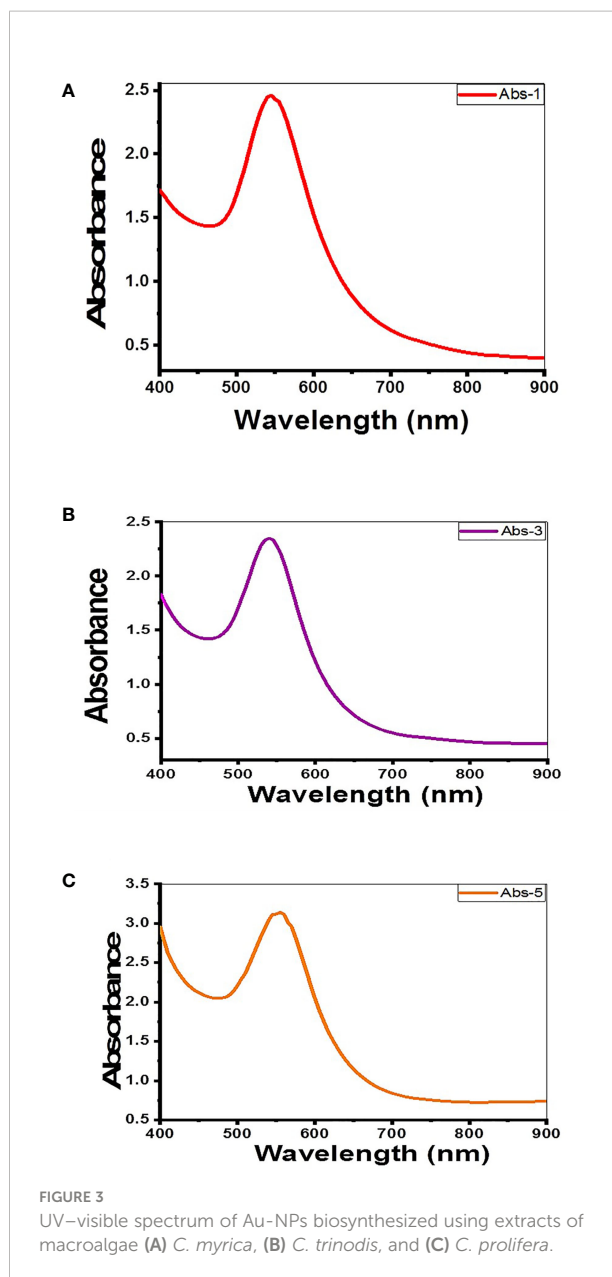 A
Abs-1
2.5
2.0
1.5
1.0
0.5
Absorbance
400 500 600 700 800 900
Wavelength (nm)
B
Abs-3
2.5
2.0
1.5
1.0
0.5
Absorbance
400 500 600 700 800 900
Wavelength (nm)
C
Abs-5
3.5
3.0
2.5
2.0
1.5
1.0
0.5
Absorbance
400 500 600 700 800 900
Wavelength (nm)
FIGURE 3
UV–visible spectrum of Au-NPs biosynthesized using extracts of
macroalgae (A) C. myrica, (B) C. trinodis, and (C) C. prolifera.